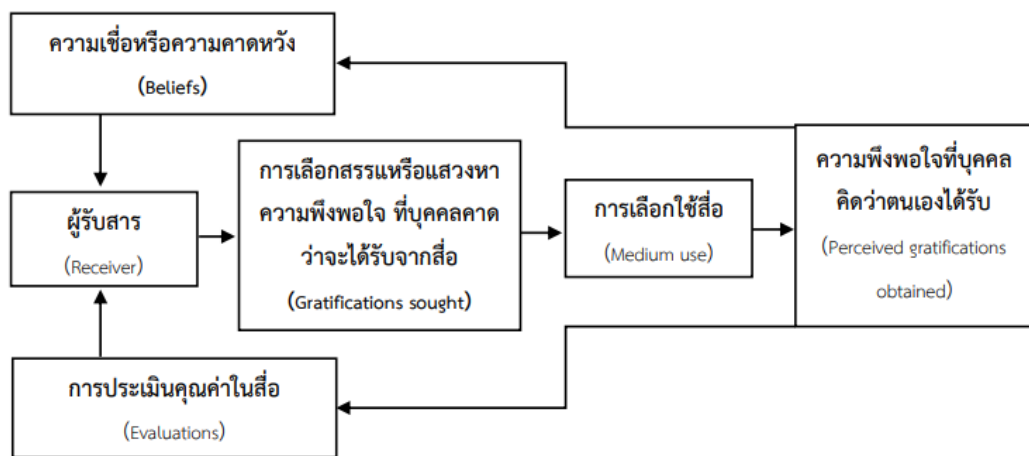 ความเชื่อหรือความคาดหวัง
(Beliefs)
ผู้รับสาร
(Receiver)
การประเมินคุณค่าในสื่อ
(Evaluations)
การเลือกสรรแหรือแสวงหา
ความพึงพอใจ ที่บุคคลคาด
ว่าจะได้รับจากสื่อ
(Gratifications sought)
การเลือกใช้สื่อ
(Medium use)
ความพึงพอใจที่บุคคล
คิดว่าตนเองได้รับ
(Perceived gratifications
obtained)